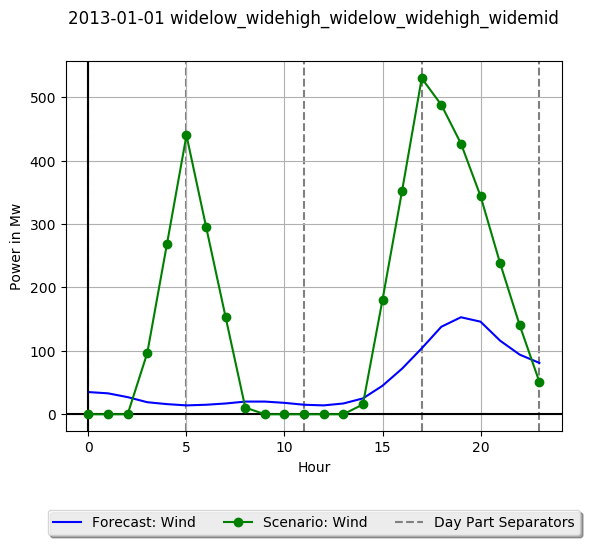 2013-01-01 widelow_widehigh_widelow_widehigh_widemid
Power in Mw
500
400
300
200
100
0
0 5 10 15 20
Hour
Forecast: Wind Scenario: Wind Day Part Separators